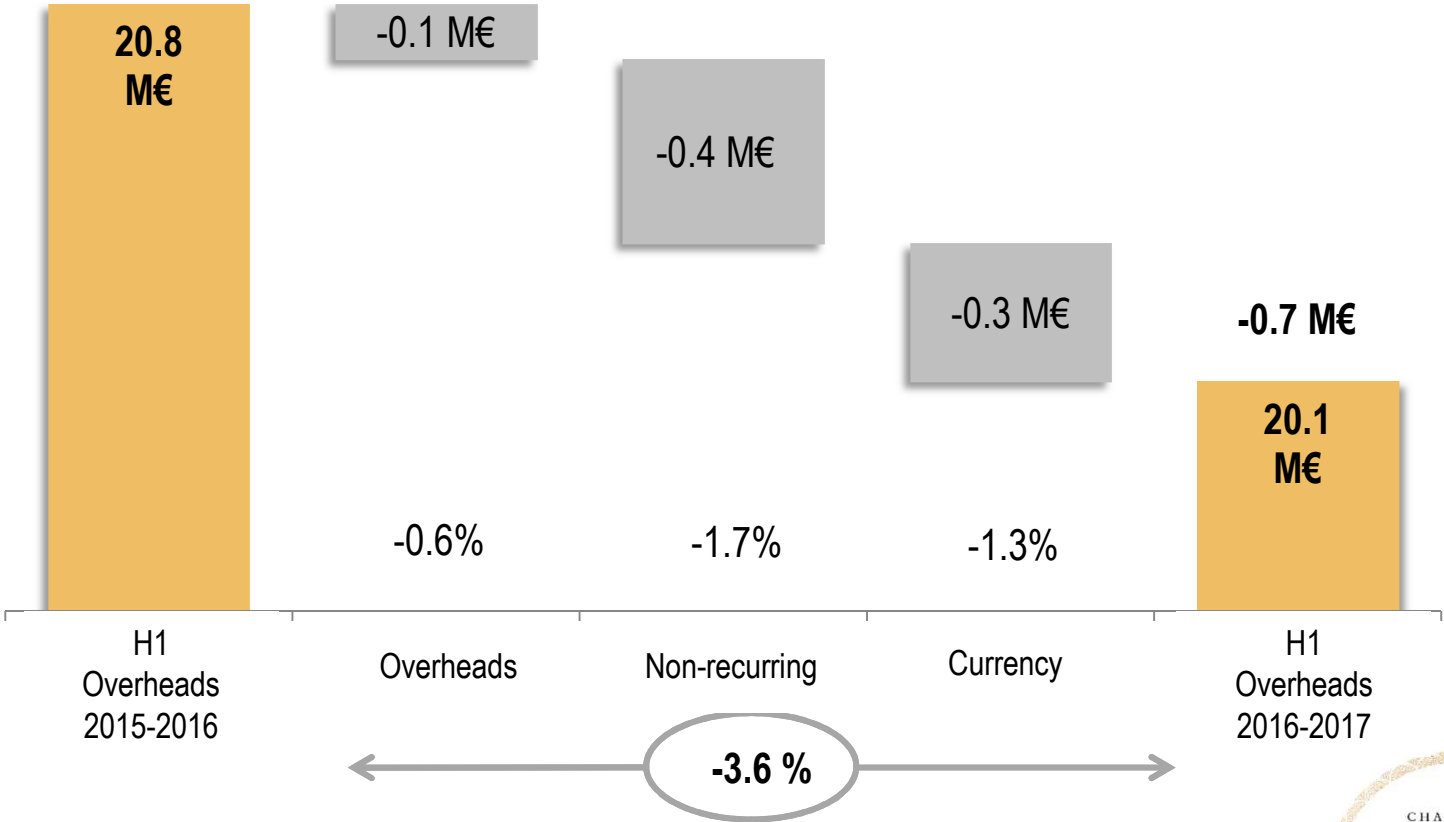 20.8
M€
-0.1 M€
-0.4 M€
-0.3 M€
-0.7 M€
20.1
M€
-0.6%
-1.7%
-1.3%
H1
Overheads
2015-2016
Overheads
Non-recurring
Currency
H1
Overheads
2016-2017
-3.6 %
CHA